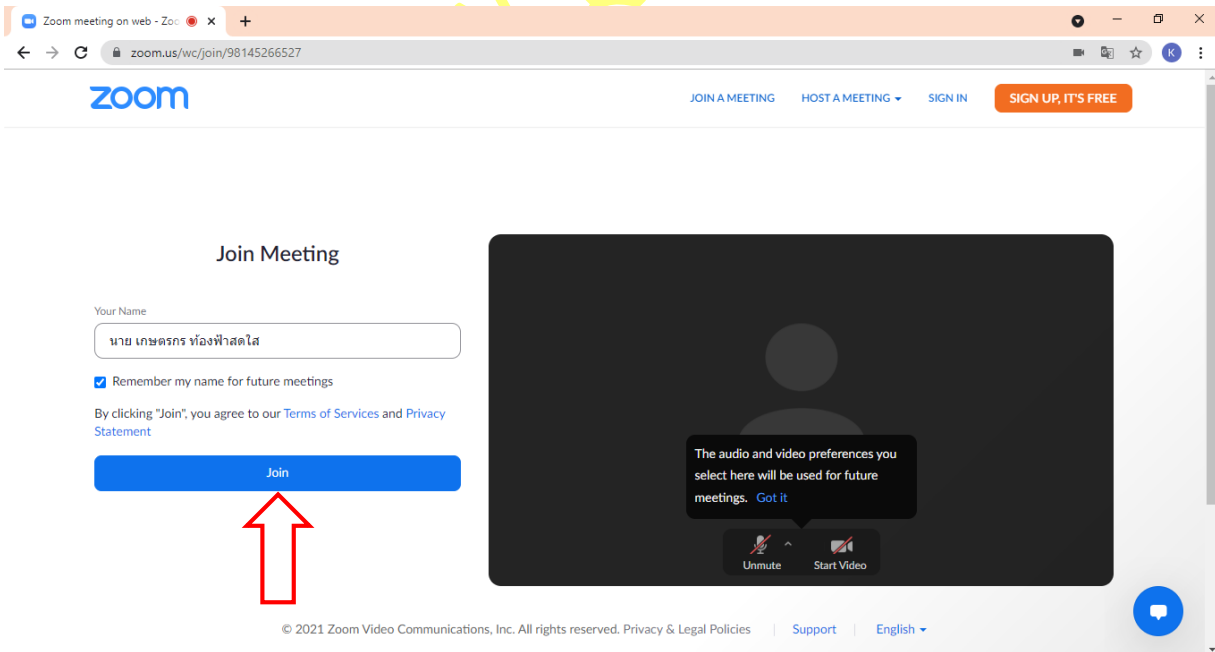 Zoom meeting on web - Zoo
zoom.us/wc/join/98145266527
K
zoom
JOIN A MEETING
HOST A MEETING
SIGN IN
SIGN UP, IT'S FREE
Join Meeting
Your Name
นาย เกษตรกร ท้องฟ้าสดใส
Remember my name for future meetings
By clicking "Join", you agree to our Terms of Services and Privacy
Statement
Join
The audio and video preferences you
select here will be used for future
meetings. Got it
Unmute
Start Video
© 2021 Zoom Video Communications, Inc. All rights reserved. Privacy & Legal Policies
Support
English